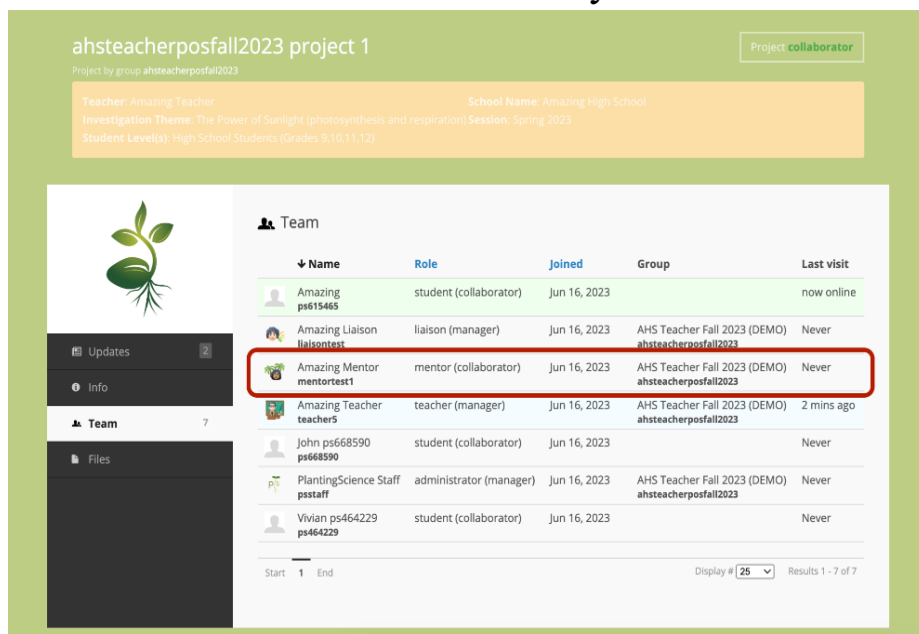 ahsteacherposfall2023 project 1
Project collaborator
Project by group ahsteacherposfall2023
Teacher: Amazing Teacher School Name: Amazing High School
Investigation Theme: The Power of Sunlight (photosynthesis and respiration) Session: Spring 2023
Student Level(s): High School Students (Grades 9,10,11,12)
Team
Name Role Joined Group Last visit
Amazing student (collaborator) Jun 16, 2023 now online
ps615465
Amazing Liaison liaison (manager) Jun 16, 2023 AHS Teacher Fall 2023 (DEMO) Never
liaisontest ahsteacherposfall2023
Amazing Mentor mentor (collaborator) Jun 16, 2023 AHS Teacher Fall 2023 (DEMO) Never
mentortest1 ahsteacherposfall2023
Amazing Teacher teacher (manager) Jun 16, 2023 AHS Teacher Fall 2023 (DEMO) 2 mins ago
teacher5 ahsteacherposfall2023
John ps668590 student (collaborator) Jun 16, 2023 Never
ps668590
PlantingScience Staff administrator (manager) Jun 16, 2023 AHS Teacher Fall 2023 (DEMO) Never
psstaff ahsteacherposfall2023
Vivian ps464229 student (collaborator) Jun 16, 2023 Never
ps464229
Start 1 End
Display # 25 Results 1 - 7 of 7
Updates 2
Info
Team 7
Files